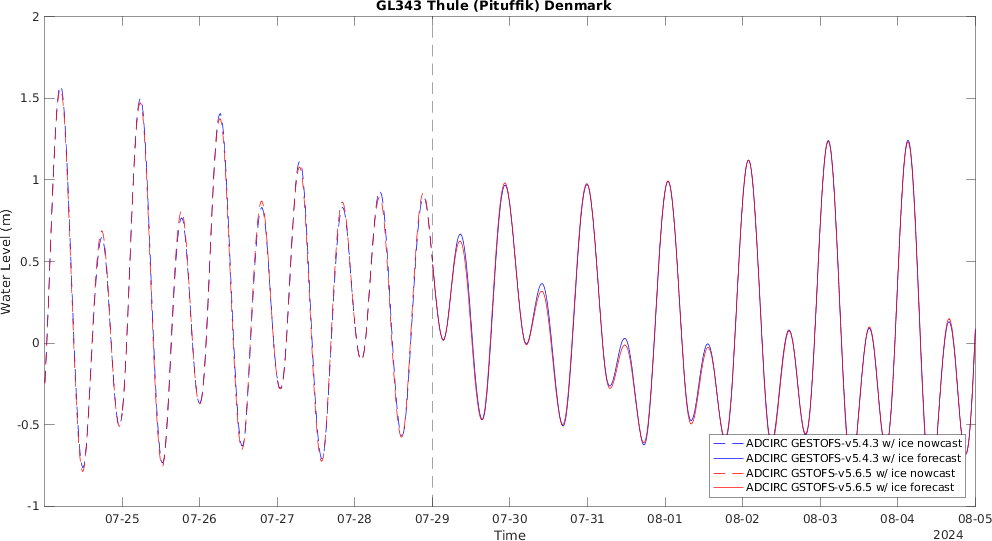 GL343 Thule (Pituffik) Denmark
2
1.5
1
0.5
0
-0.5
-1
Water Level (m)
07-25
07-26
07-27
07-28
07-29
07-30
07-31
08-01
08-02
08-03
08-04
08-05
Time
2024
ADCIRC GESTOFS-v5.4.3 w/ ice nowcast
ADCIRC GESTOFS-v5.4.3 w/ ice forecast
ADCIRC GSTOFS-v5.6.5 w/ ice nowcast
ADCIRC GSTOFS-v5.6.5 w/ ice forecast